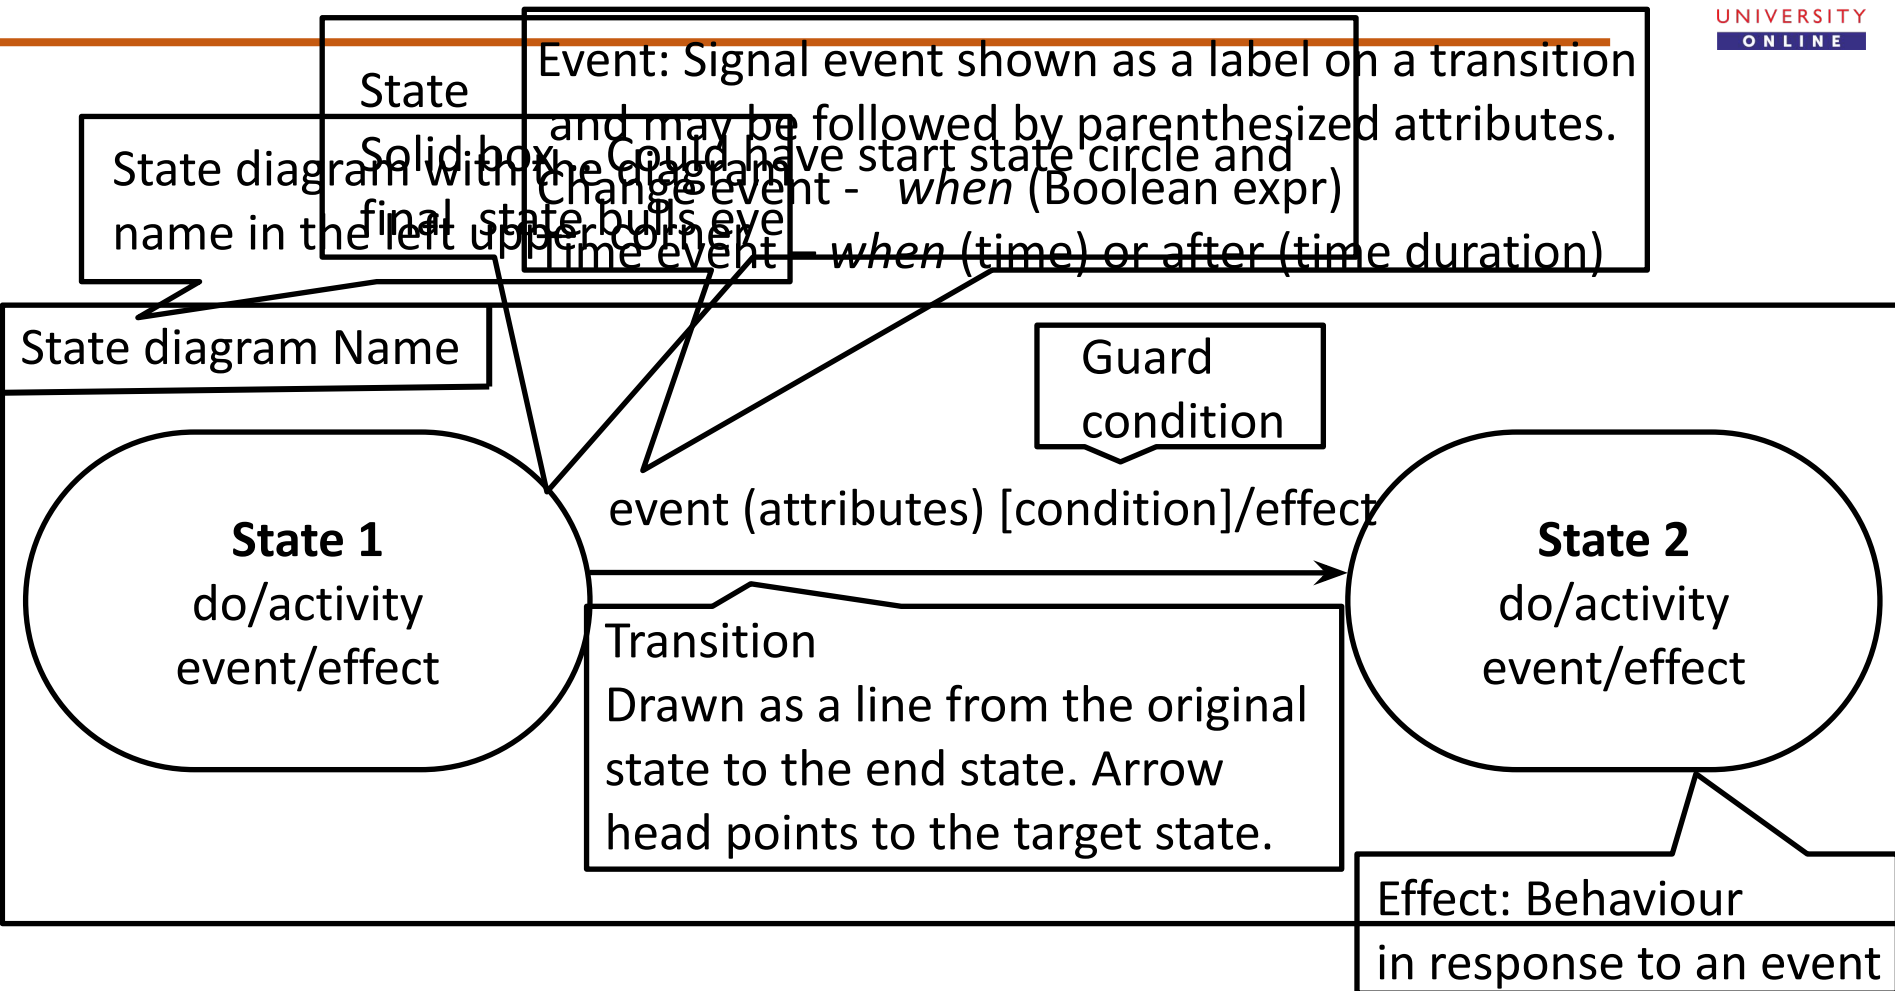 UNIVERSITY
ONLINE
Event: Signal event shown as a label on a transition
and may be followed by parenthesized attributes.
Change event - when (Boolean expr)
Time event – when (time) or after (time duration)
State
Solid box. Could have start state circle and
final state bulls eye
State diagram with the diagram
name in the left upper corner
State diagram Name
Guard
condition
event (attributes) [condition]/effect
State 1
do/activity
event/effect
State 2
do/activity
event/effect
Transition
Drawn as a line from the original
state to the end state. Arrow
head points to the target state.
Effect: Behaviour
in response to an event